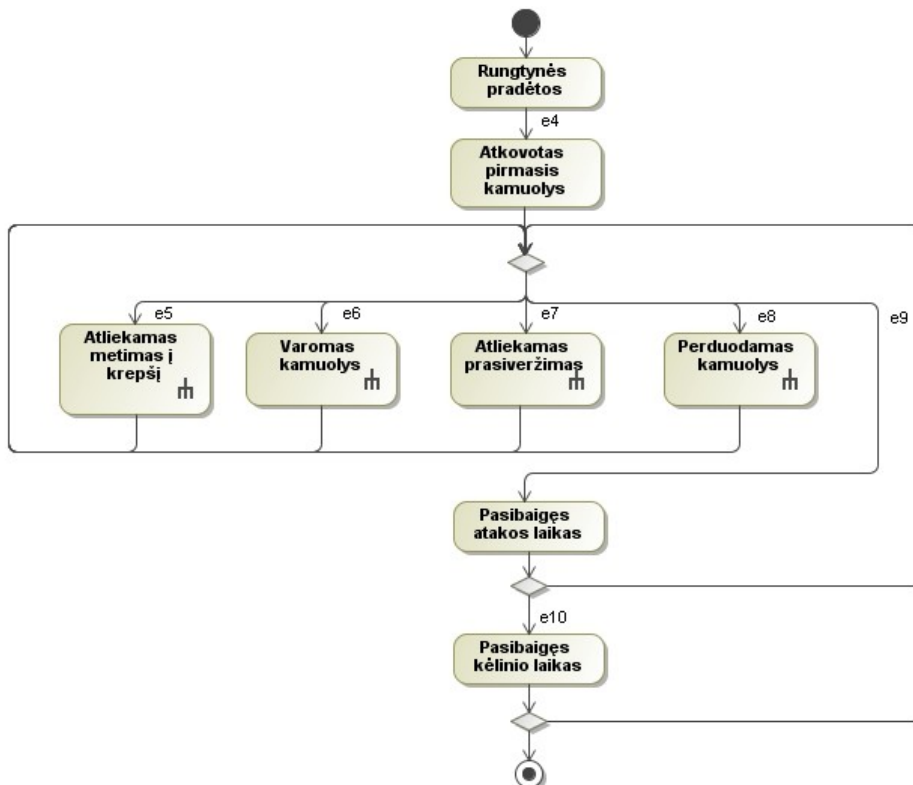 Rungtynės
pradėtos
e4
Atkovotas
pirmasis
kamuolys
e5
e6
e7
e8
e9
Atliekamas
metimas į
krepšį
Varomas
kamuolys
Atliekamas
prasiveržimas
Perduodamas
kamuolys
Pasibaigęs
atakos laikas
e10
Pasibaigęs
kėlinio laikas